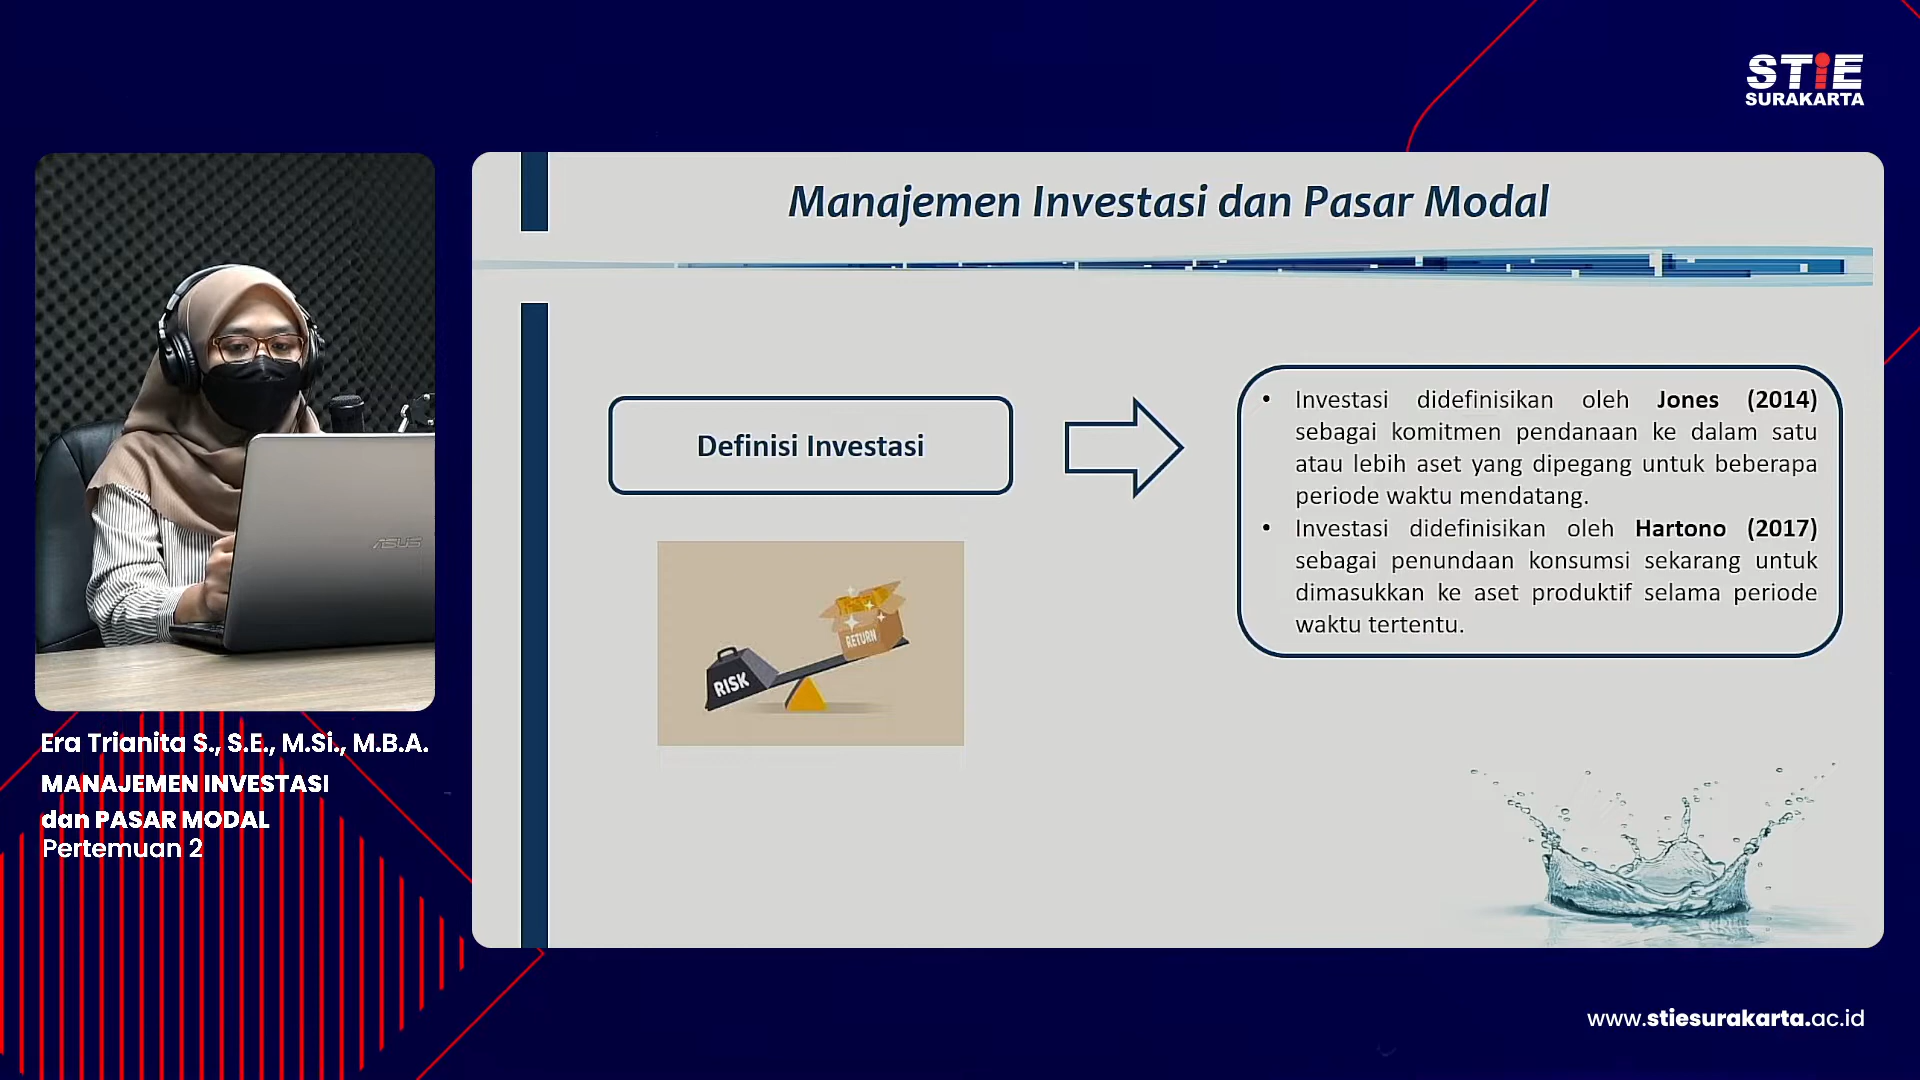 STiE
SURAKARTA
Manajemen Investasi dan Pasar Modal
Definisi Investasi
• Investasi didefinisikan oleh Jones (2014)
sebagai komitmen pendanaan ke dalam satu
atau lebih aset yang dipegang untuk beberapa
periode waktu mendatang.
• Investasi didefinisikan oleh Hartono (2017)
sebagai penundaan konsumsi sekarang untuk
dimasukkan ke aset produktif selama periode
waktu tertentu.
RETURN
RISK
ASUS
Era Trianita S., S.E., M.Si., M.B.A.
MANAJEMEN INVESTASI
dan PASAR MODAL
Pertemuan 2
www.stiesurakarta.ac.id